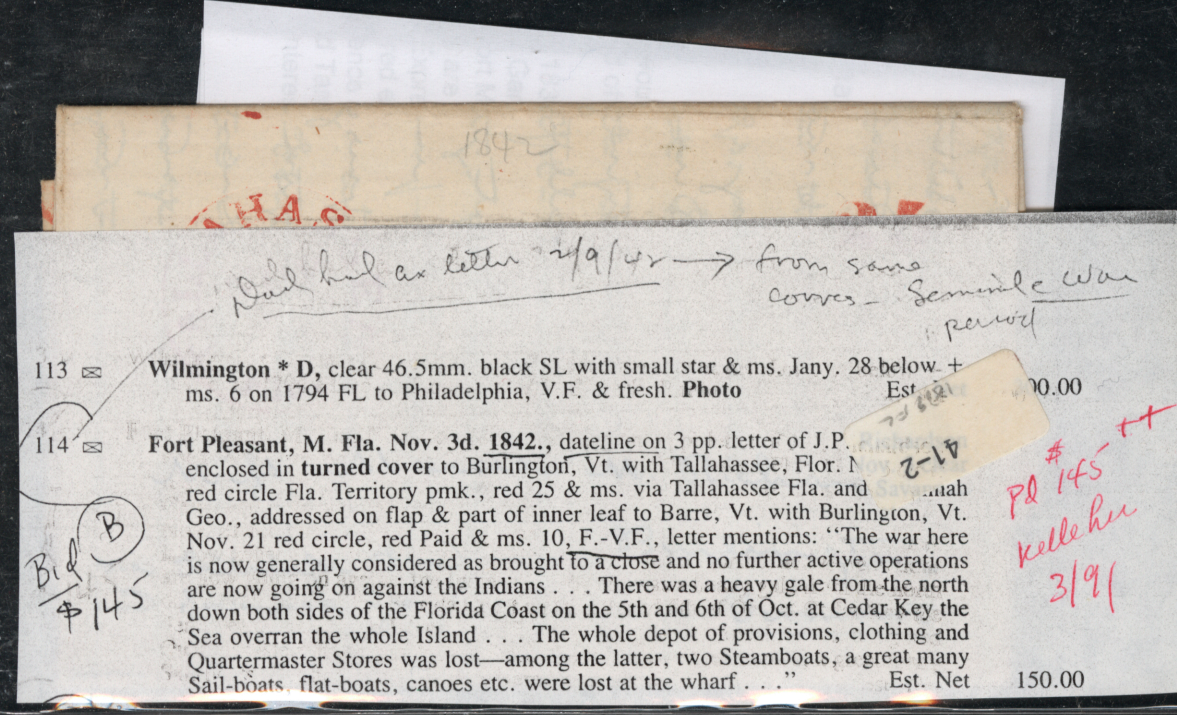 1842
AHAS
Dad had ax letter 2/9/42 → from same
corres – Seminole War
period
113 ✉ Wilmington * D, clear 46.5mm. black SL with small star & ms. Jany. 28 below +
ms. 6 on 1794 FL to Philadelphia, V.F. & fresh. Photo Est 00.00
41-2
114 ✉ Fort Pleasant, M. Fla. Nov. 3d. 1842., dateline on 3 pp. letter of J.P.
enclosed in turned cover to Burlington, Vt. with Tallahassee, Flor. N
red circle Fla. Territory pmk., red 25 & ms. via Tallahassee Fla. and nah
Geo., addressed on flap & part of inner leaf to Barre, Vt. with Burlington, Vt.
Nov. 21 red circle, red Paid & ms. 10, F.-V.F., letter mentions: “The war here
is now generally considered as brought to a close and no further active operations
are now going on against the Indians . . . There was a heavy gale from the north
down both sides of the Florida Coast on the 5th and 6th of Oct. at Cedar Key the
Sea overran the whole Island . . . The whole depot of provisions, clothing and
Quartermaster Stores was lost—among the latter, two Steamboats, a great many
Sail-boats, flat-boats, canoes etc. were lost at the wharf . . .” Est. Net 150.00
B
Bid
$145
Pd $145 ++
Kelleher
3/91